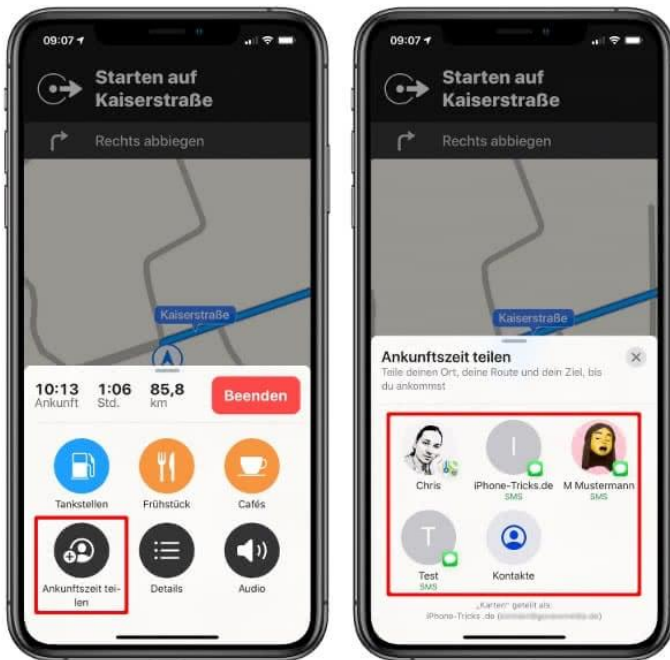 09:07
Starten auf
Kaiserstraße
Rechts abbiegen
Kaiserstraße
10:13 1:06 85,8
Ankunft Std. km
Beenden
Tankstellen Frühstück Cafés
Ankunftszeit tei-
len
Details Audio
09:07
Starten auf
Kaiserstraße
Rechts abbiegen
Kaiserstraße
Ankunftszeit teilen
Teile deinen Ort, deine Route und dein Ziel, bis
du ankommst
I T
Chris iPhone-Tricks.de M Mustermann
SMS SMS
Test Kontakte
SMS
„Karten“ geteilt als:
iPhone-Tricks .de